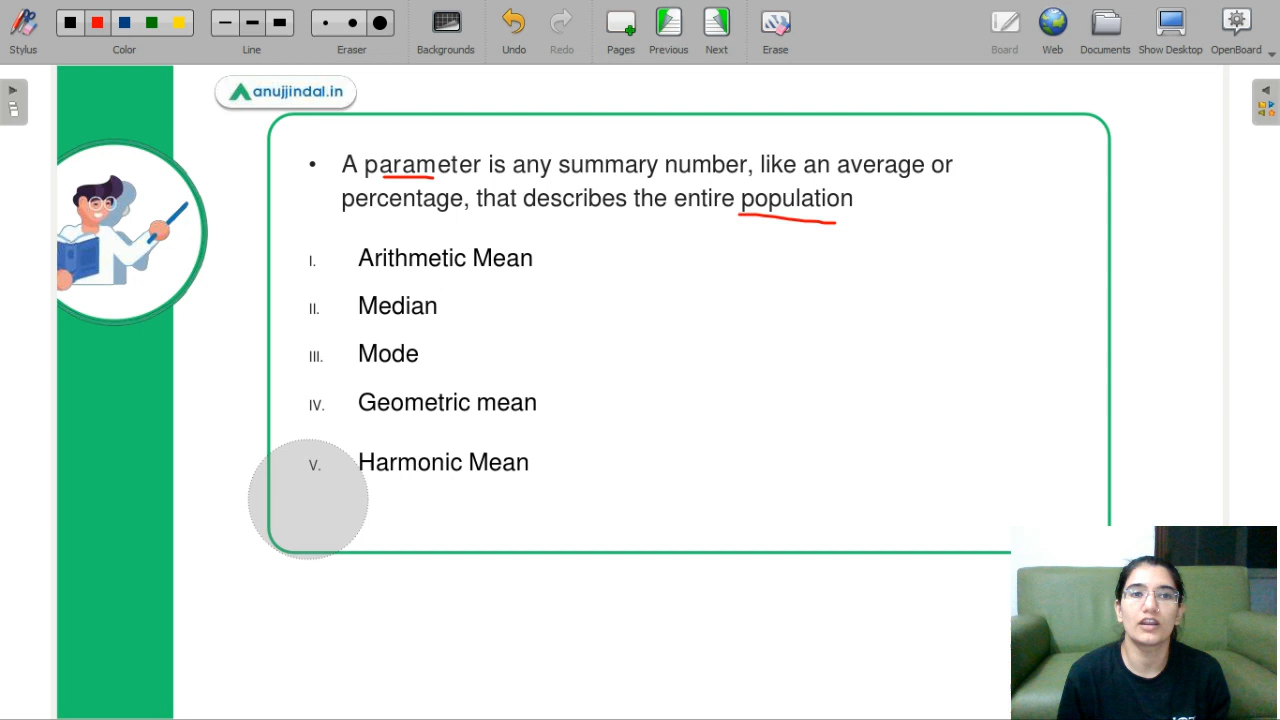 Stylus
Color
Line
Eraser
Backgrounds
Undo
Redo
Pages
Previous
Next
Erase
Board
Web
Documents
Show Desktop
OpenBoard
anujjindal.in
• A parameter is any summary number, like an average or
percentage, that describes the entire population
I. Arithmetic Mean
II. Median
III. Mode
IV. Geometric mean
V. Harmonic Mean